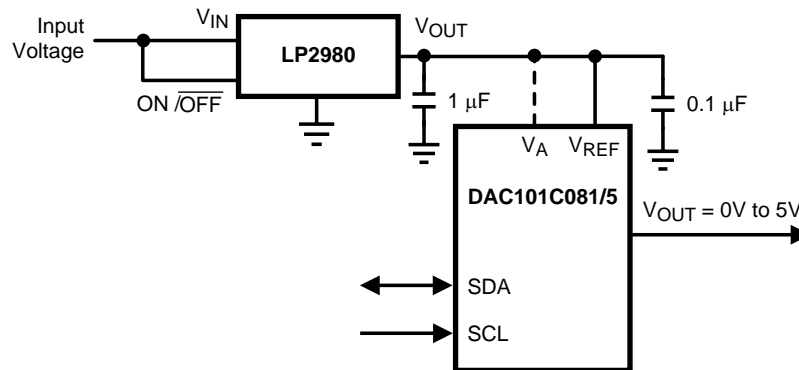 Input
Voltage
VIN
LP2980
VOUT
ON /OFF
1 μF
0.1 μF
VA
VREF
DAC101C081/5
VOUT = 0V to 5V
SDA
SCL